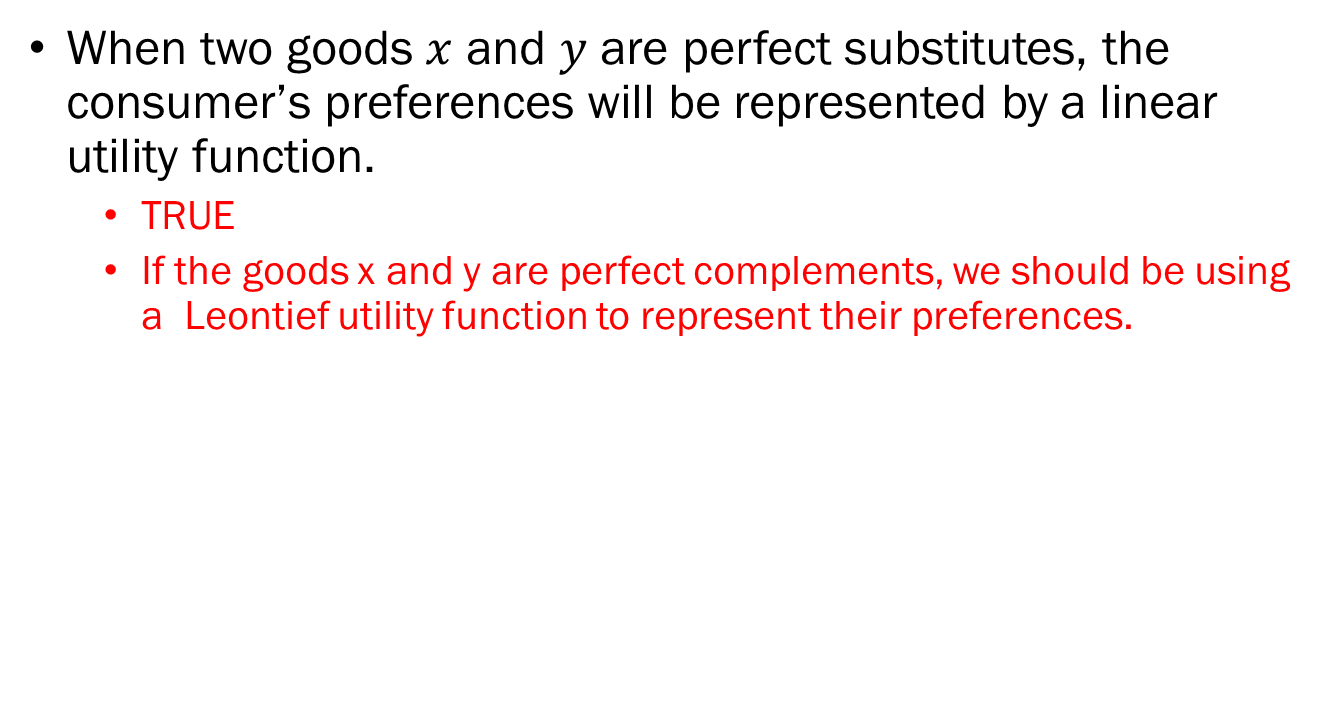 • When two goods 𝑥 and 𝑦 are perfect substitutes, the
consumer’s preferences will be represented by a linear
utility function.
• TRUE
• If the goods x and y are perfect complements, we should be using
a  Leontief utility function to represent their preferences.